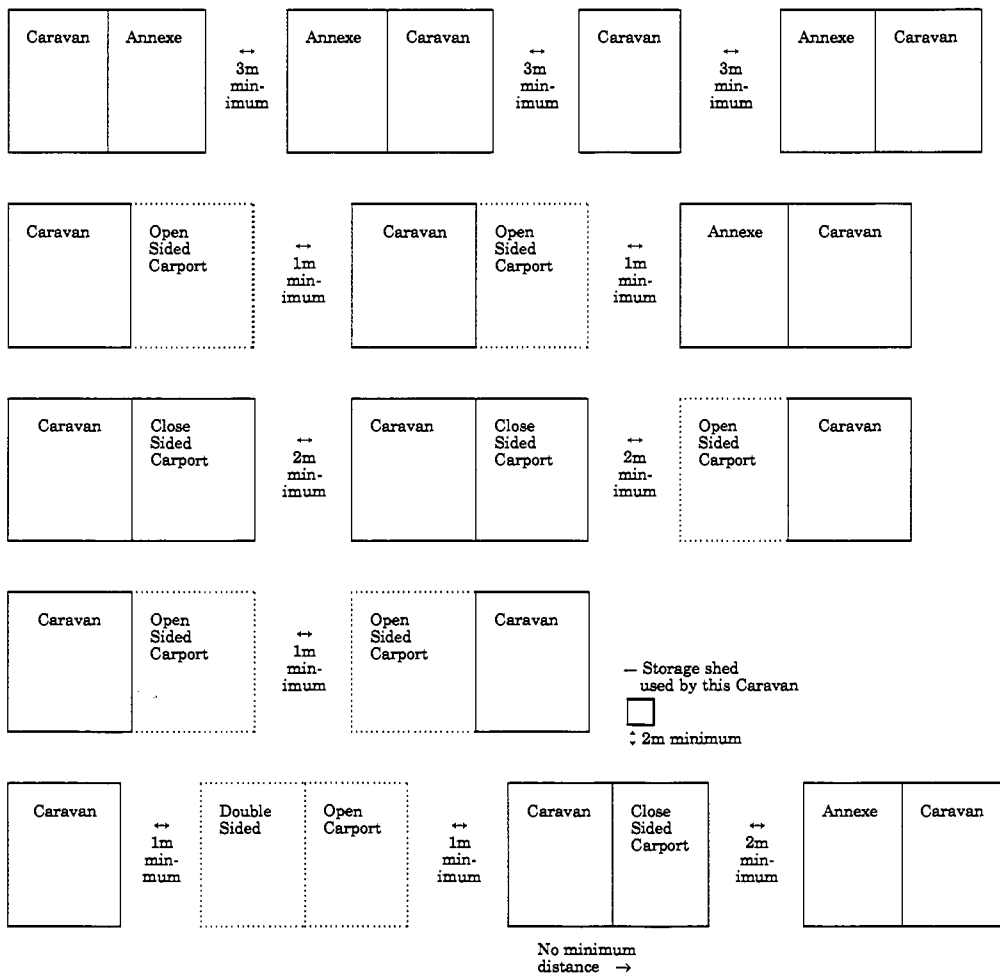 Caravan Annexe Annexe Caravan Caravan Annexe Caravan
↔ ↔ ↔
3m 3m 3m
min- min- min-
imum imum imum
Caravan Open Caravan Open Annexe Caravan
Sided Sided
Carport ↔ Carport ↔
1m 1m
min- min-
imum imum
Caravan Close Caravan Close Open Caravan
Sided ↔ Sided ↔ Sided
Carport 2m Carport 2m Carport
min- min-
imum imum
Caravan Open Open Caravan
Sided ↔ Sided
Carport 1m Carport
min-
imum
— Storage shed
used by this Caravan
↕ 2m minimum
Caravan Double Open Caravan Close Annexe Caravan
↔ Sided Carport ↔ Sided ↔
1m 1m Carport 2m
min- min- min-
mum imum imum
No minimum
distance →